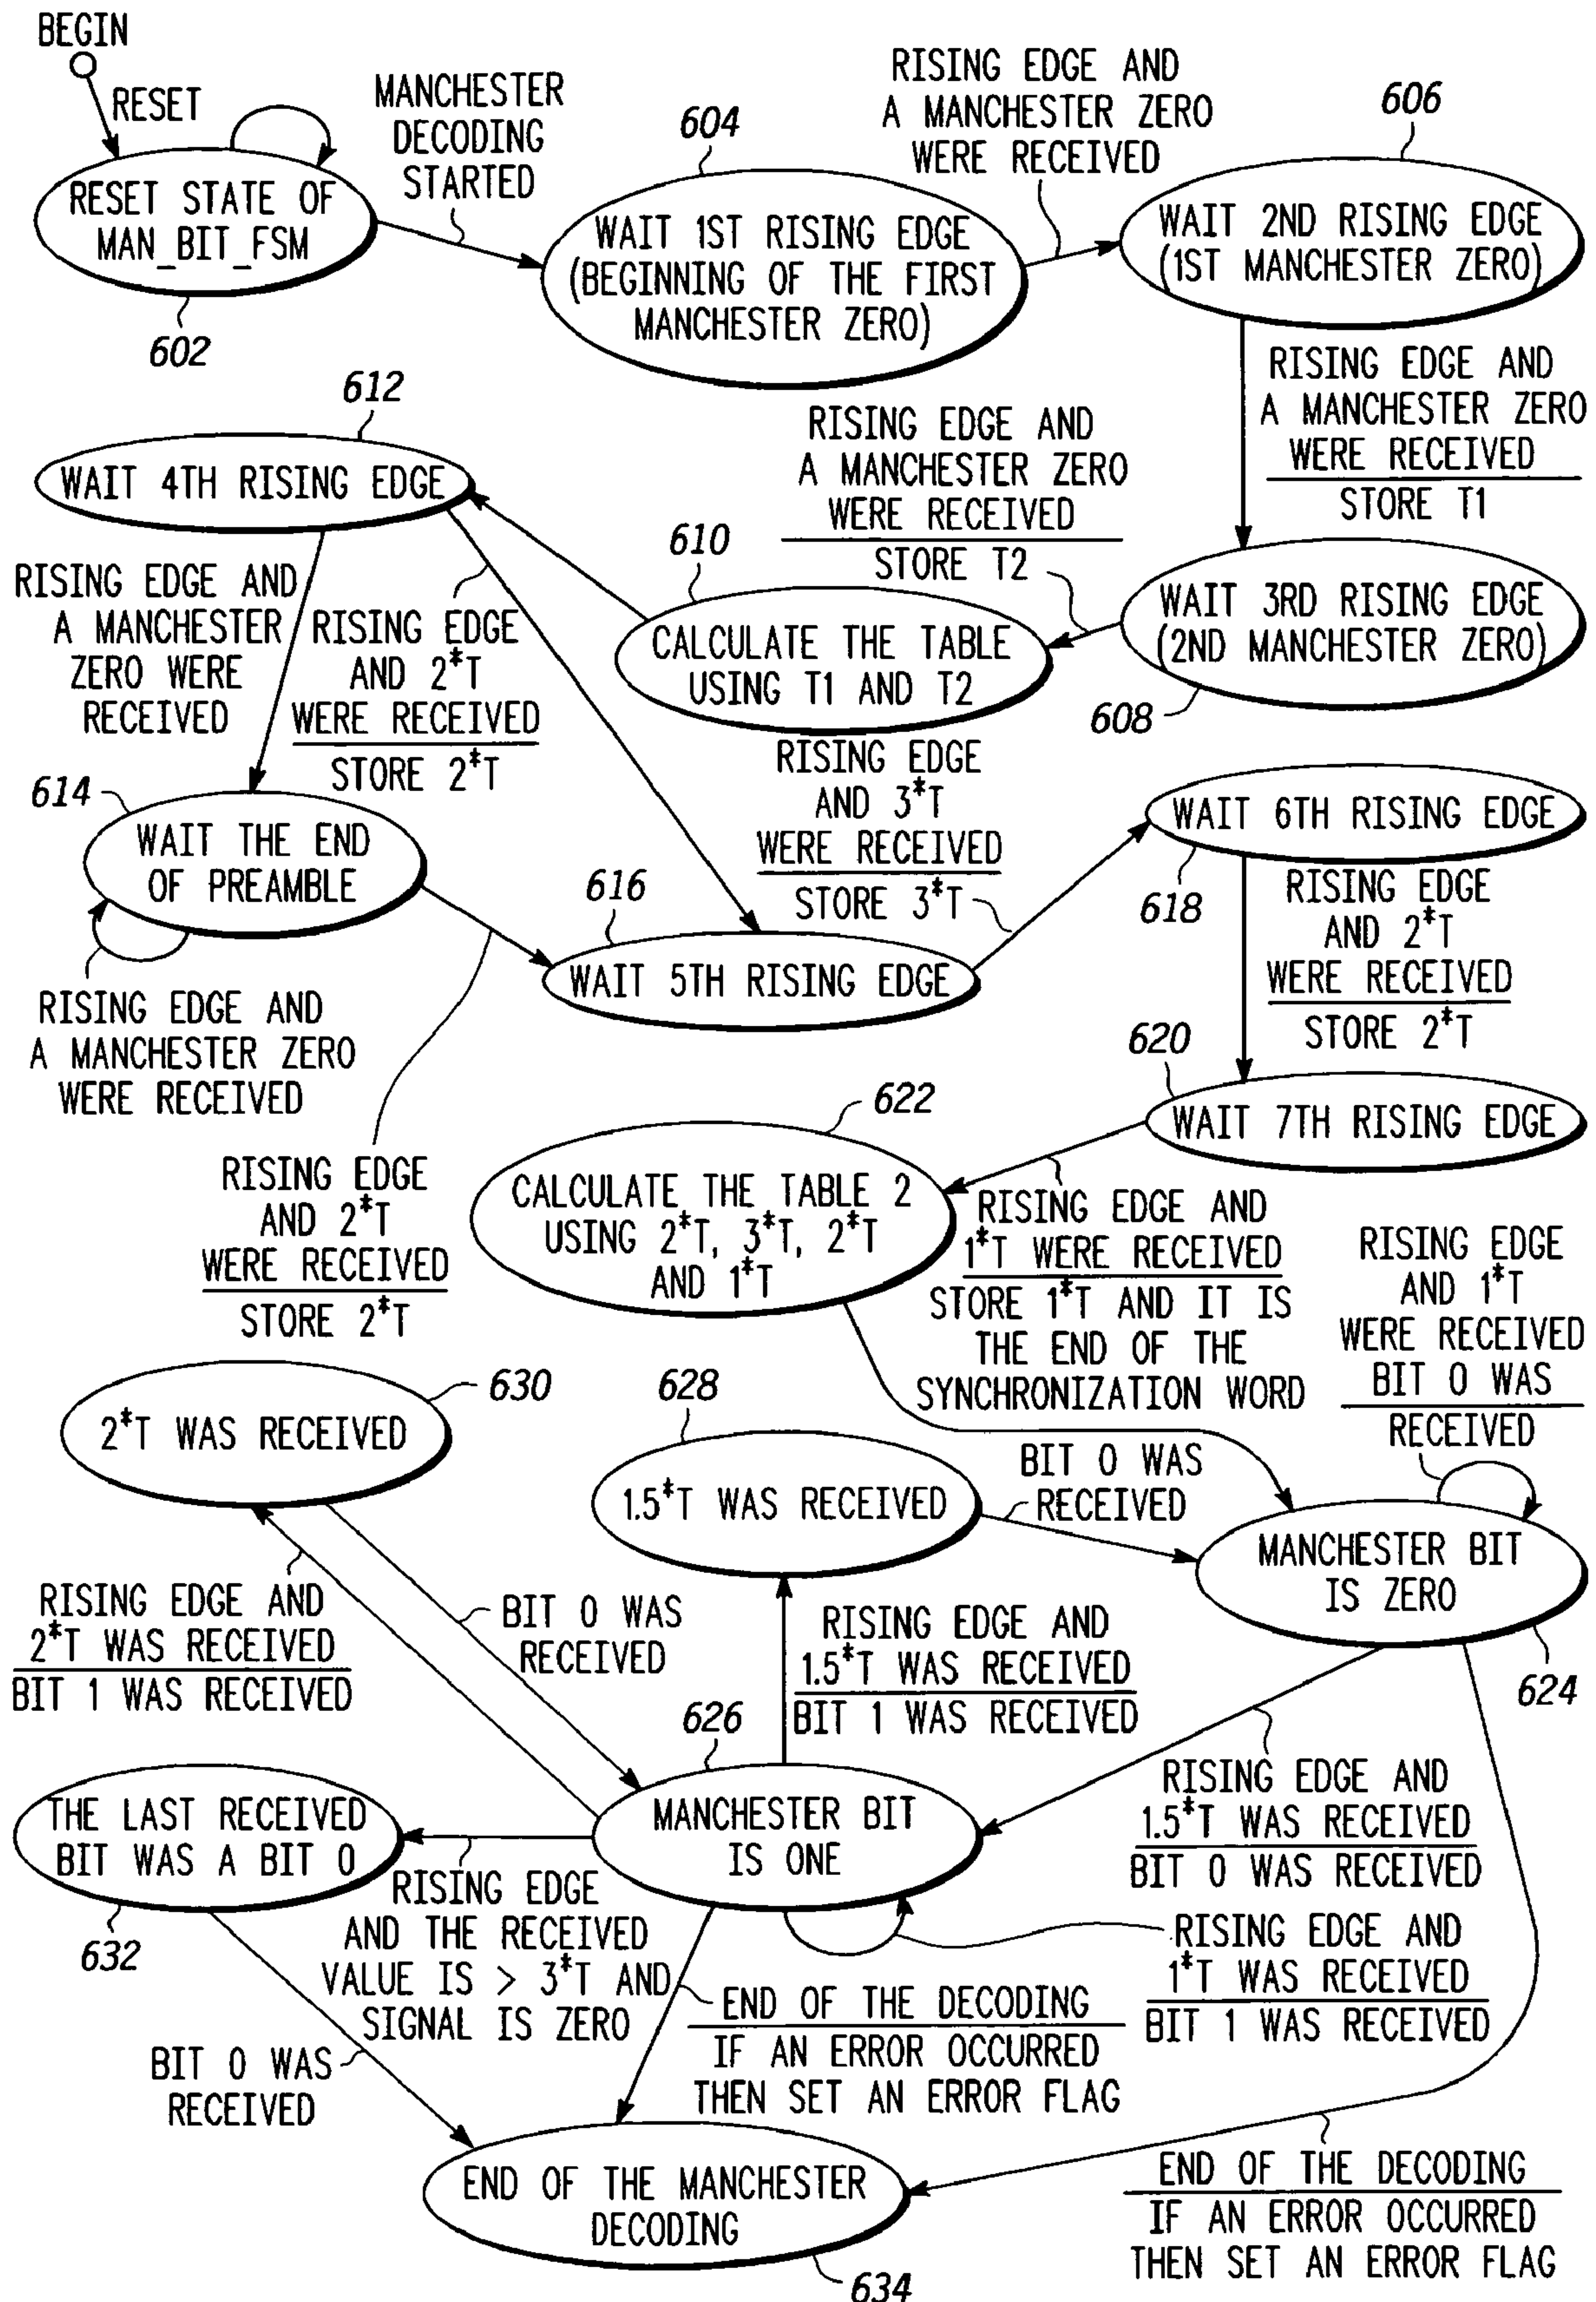 BEGIN
RESET
RESET STATE OF
MAN_BIT_FSM
602
MANCHESTER
DECODING
STARTED
604
WAIT 1ST RISING EDGE
(BEGINNING OF THE FIRST
MANCHESTER ZERO)
RISING EDGE AND
A MANCHESTER ZERO
WERE RECEIVED
606
WAIT 2ND RISING EDGE
(1ST MANCHESTER ZERO)
RISING EDGE AND
A MANCHESTER ZERO
WERE RECEIVED
STORE T1
WAIT 3RD RISING EDGE
(2ND MANCHESTER ZERO)
608
RISING EDGE AND
A MANCHESTER ZERO
WERE RECEIVED
STORE T2
610
CALCULATE THE TABLE
USING T1 AND T2
612
WAIT 4TH RISING EDGE
RISING EDGE AND
A MANCHESTER
ZERO WERE
RECEIVED
RISING EDGE
AND 2*T
WERE RECEIVED
STORE 2*T
614
WAIT THE END
OF PREAMBLE
RISING EDGE AND
A MANCHESTER ZERO
WERE RECEIVED
RISING EDGE
AND 2*T
WERE RECEIVED
STORE 2*T
616
WAIT 5TH RISING EDGE
RISING EDGE
AND 3*T
WERE RECEIVED
STORE 3*T
WAIT 6TH RISING EDGE
618
RISING EDGE
AND 2*T
WERE RECEIVED
STORE 2*T
620
WAIT 7TH RISING EDGE
RISING EDGE AND
1*T WERE RECEIVED
STORE 1*T AND IT IS
THE END OF THE
SYNCHRONIZATION WORD
622
CALCULATE THE TABLE 2
USING 2*T, 3*T, 2*T
AND 1*T
RISING EDGE
AND 1*T
WERE RECEIVED
BIT 0 WAS
RECEIVED
630
2*T WAS RECEIVED
628
1.5*T WAS RECEIVED
BIT 0 WAS
RECEIVED
MANCHESTER BIT
IS ZERO
624
RISING EDGE AND
2*T WAS RECEIVED
BIT 1 WAS RECEIVED
BIT 0 WAS
RECEIVED
RISING EDGE AND
1.5*T WAS RECEIVED
BIT 1 WAS RECEIVED
626
MANCHESTER BIT
IS ONE
RISING EDGE AND
1.5*T WAS RECEIVED
BIT 0 WAS RECEIVED
THE LAST RECEIVED
BIT WAS A BIT 0
632
RISING EDGE
AND THE RECEIVED
VALUE IS > 3*T AND
SIGNAL IS ZERO
RISING EDGE AND
1*T WAS RECEIVED
BIT 1 WAS RECEIVED
END OF THE DECODING
IF AN ERROR OCCURRED
THEN SET AN ERROR FLAG
BIT 0 WAS
RECEIVED
END OF THE MANCHESTER
DECODING
634
END OF THE DECODING
IF AN ERROR OCCURRED
THEN SET AN ERROR FLAG